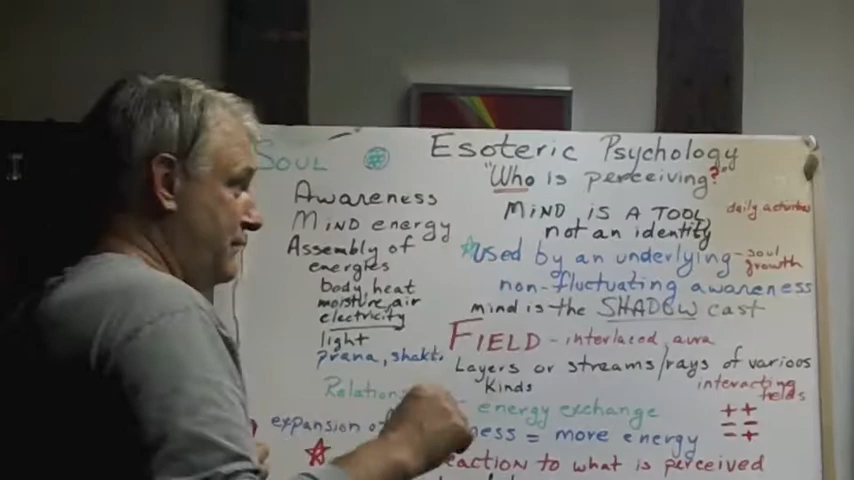 SOUL
Awareness
MIND energy
Assembly of
energies
body, heat
moisture, air
electricity
light
prana, shakt
Relation
expansion of
Esoteric Psychology
"Who is perceiving?"
MIND IS A TOOL, daily activities
not an identity
used by an underlying - soul growth
non-fluctuating awareness
mind is the SHADOW cast
FIELD - interlaced, aura
Layers or streams/rays of various
Kinds interacting fields
energy exchange
ness = more energy
eaction to what is perceived